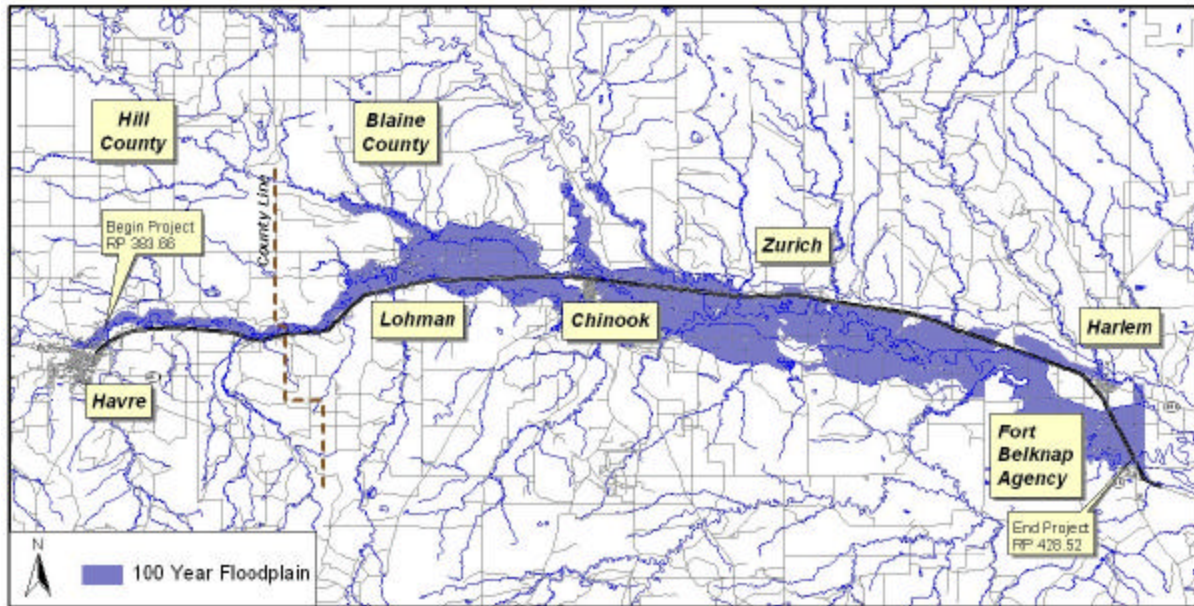 Hill
County
Blaine
County
County Line
Begin Project
RP 383.66
Zurich
Lohman
Chinook
Harlem
Havre
Fort
Belknap
Agency
End Project
RP 428.52
N
100 Year Floodplain